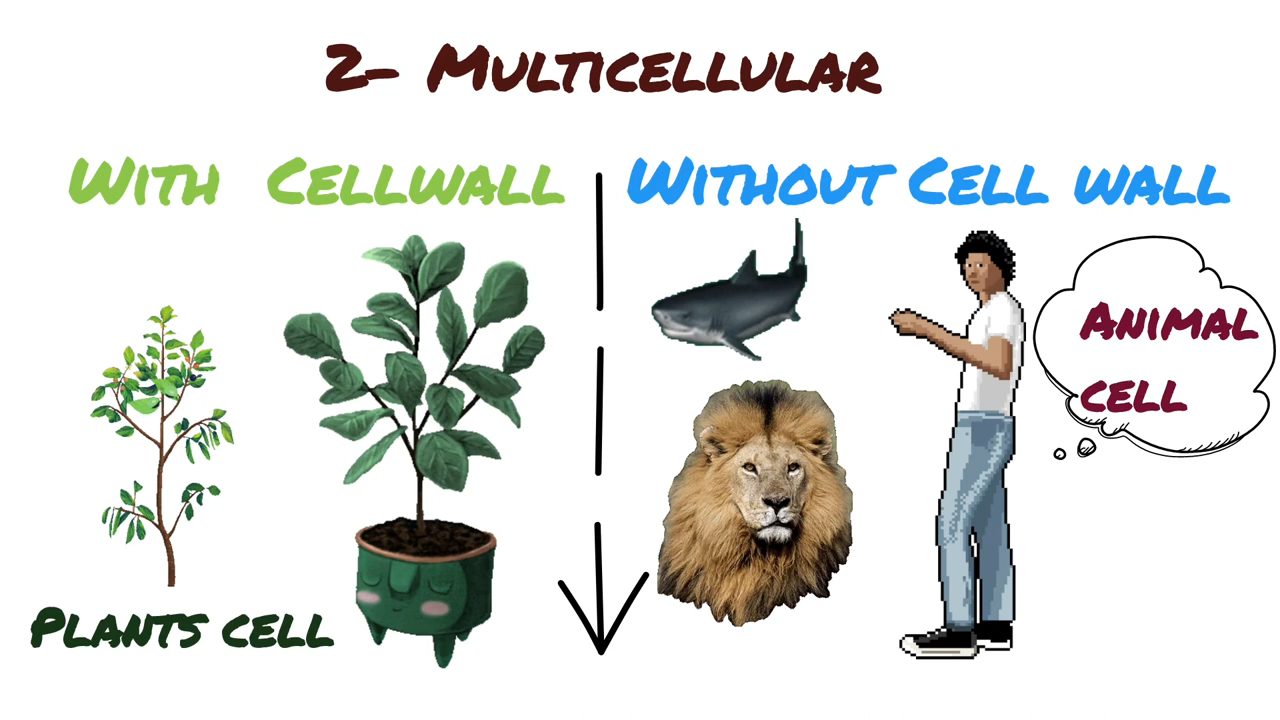 2- Multicellular
With Cellwall
Without Cell wall
Animal
cell
Plants cell